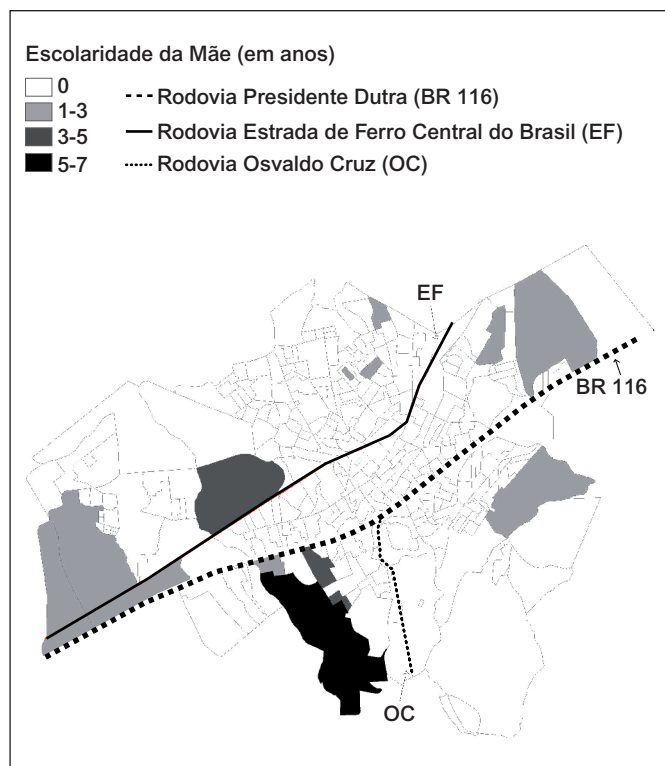 Escolaridade da Mãe (em anos)
0
1-3
3-5
5-7
Rodovia Presidente Dutra (BR 116)
Rodovia Estrada de Ferro Central do Brasil (EF)
Rodovia Osvaldo Cruz (OC)
EF
BR 116
OC